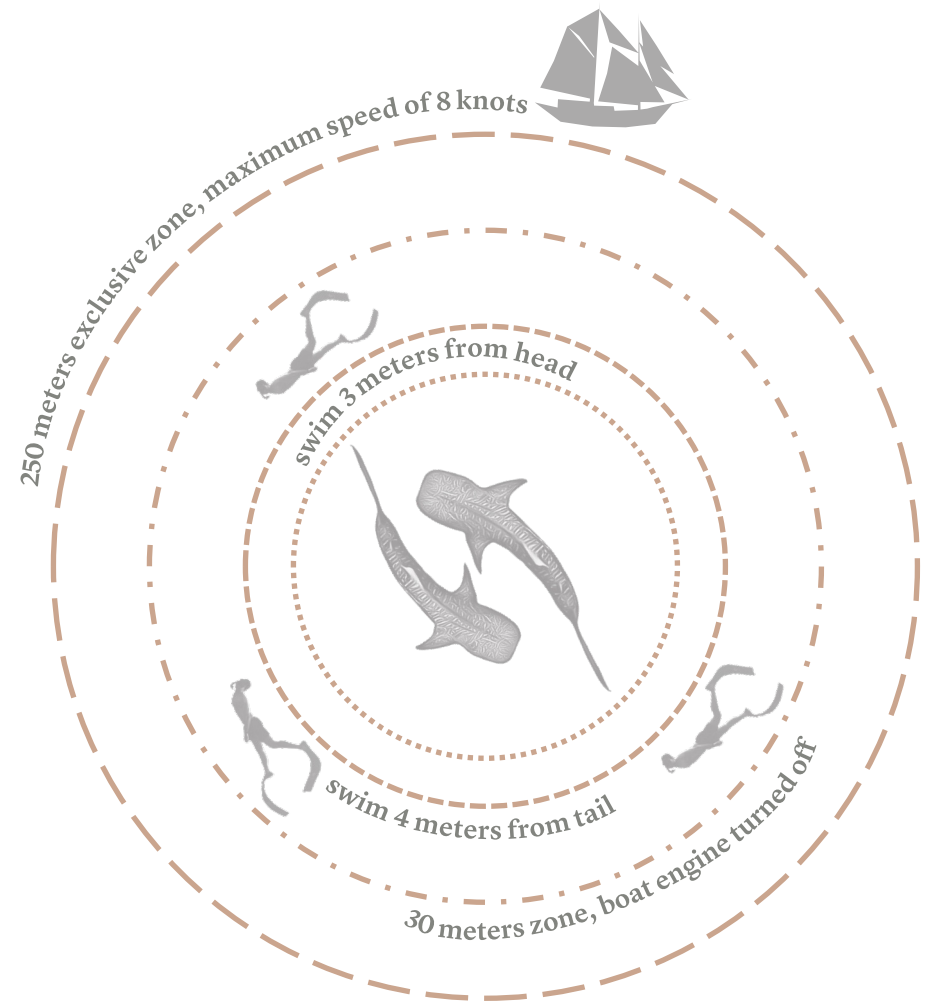 250 meters exclusive zone, maximum speed of 8 knots
swim 3 meters from head
swim 4 meters from tail
30 meters zone, boat engine turned off